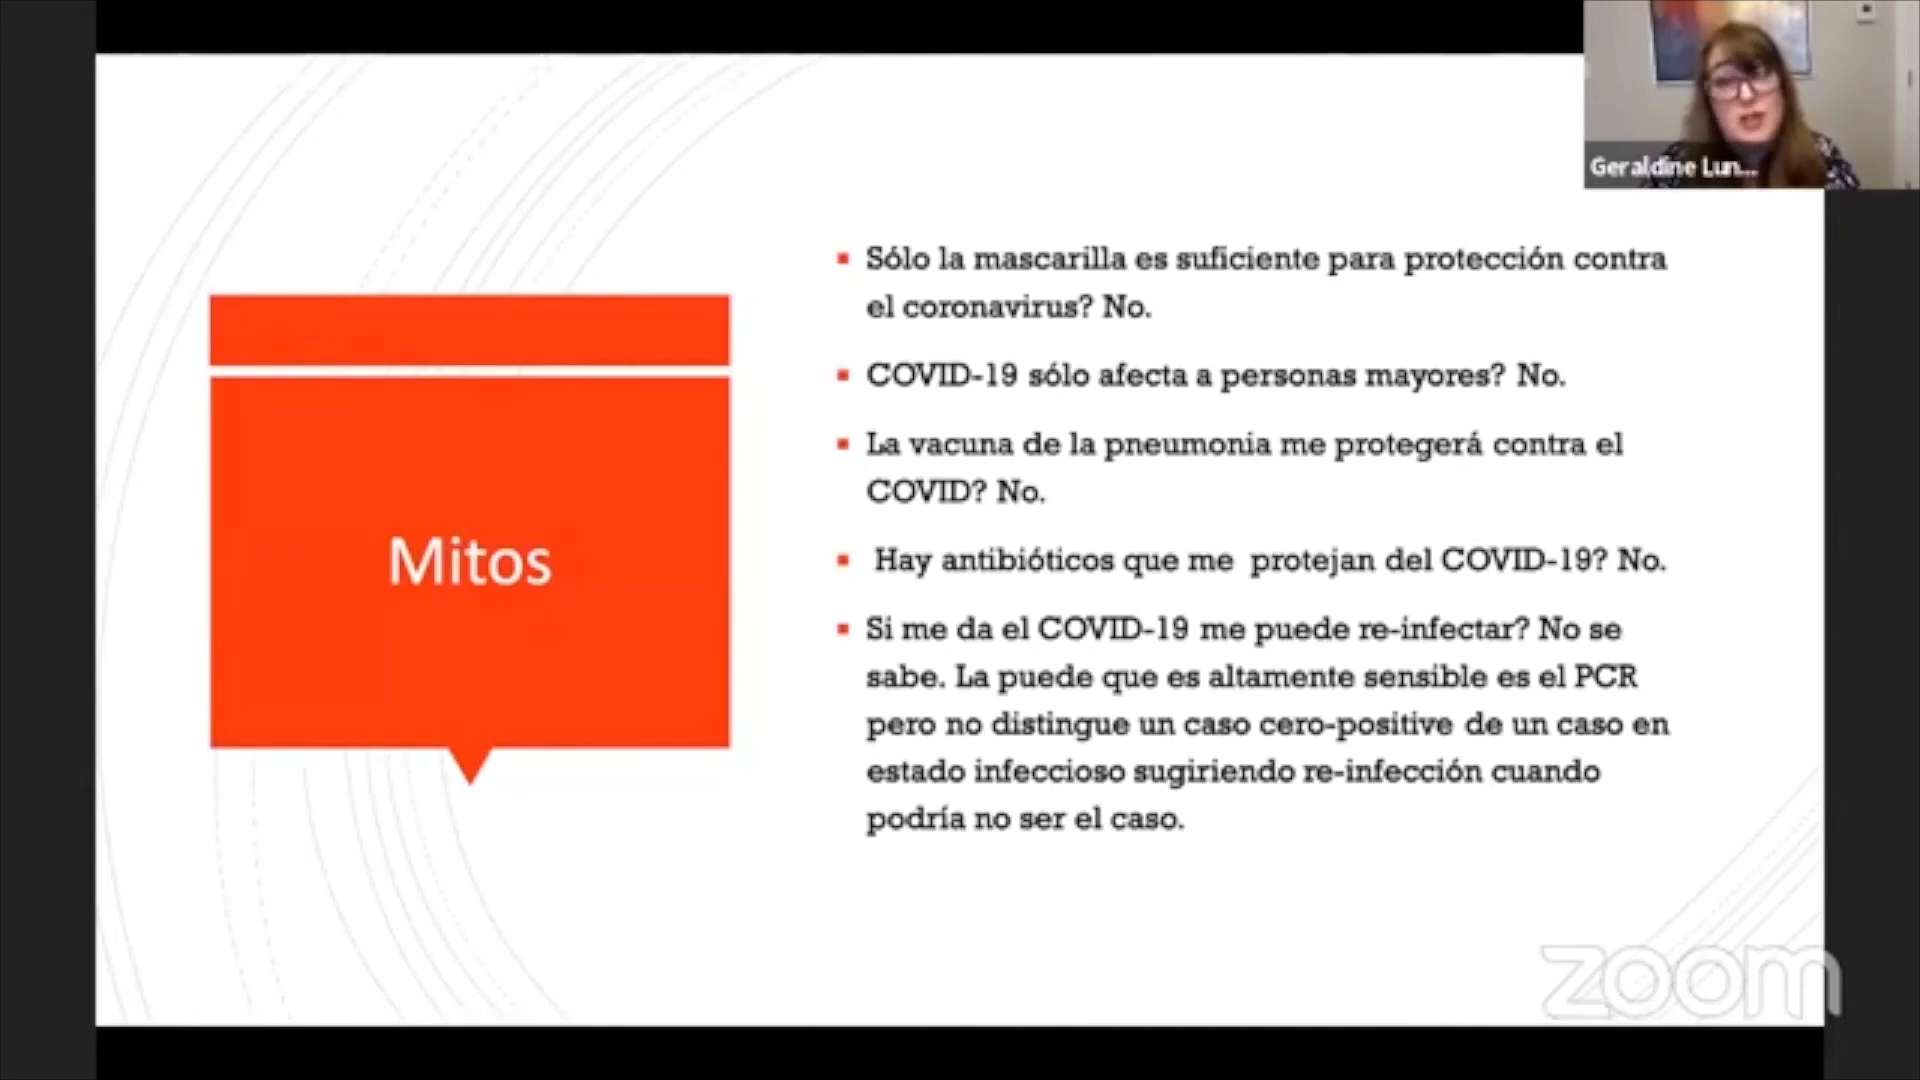 Geraldine Lun...
Mitos
Sólo la mascarilla es suficiente para protección contra
el coronavirus? No.
COVID-19 sólo afecta a personas mayores? No.
La vacuna de la pneumonia me protegerá contra el
COVID? No.
Hay antibióticos que me protejan del COVID-19? No.
Si me da el COVID-19 me puede re-infectar? No se
sabe. La puede que es altamente sensible es el PCR
pero no distingue un caso cero-positive de un caso en
estado infeccioso sugiriendo re-infección cuando
podría no ser el caso.
zoom